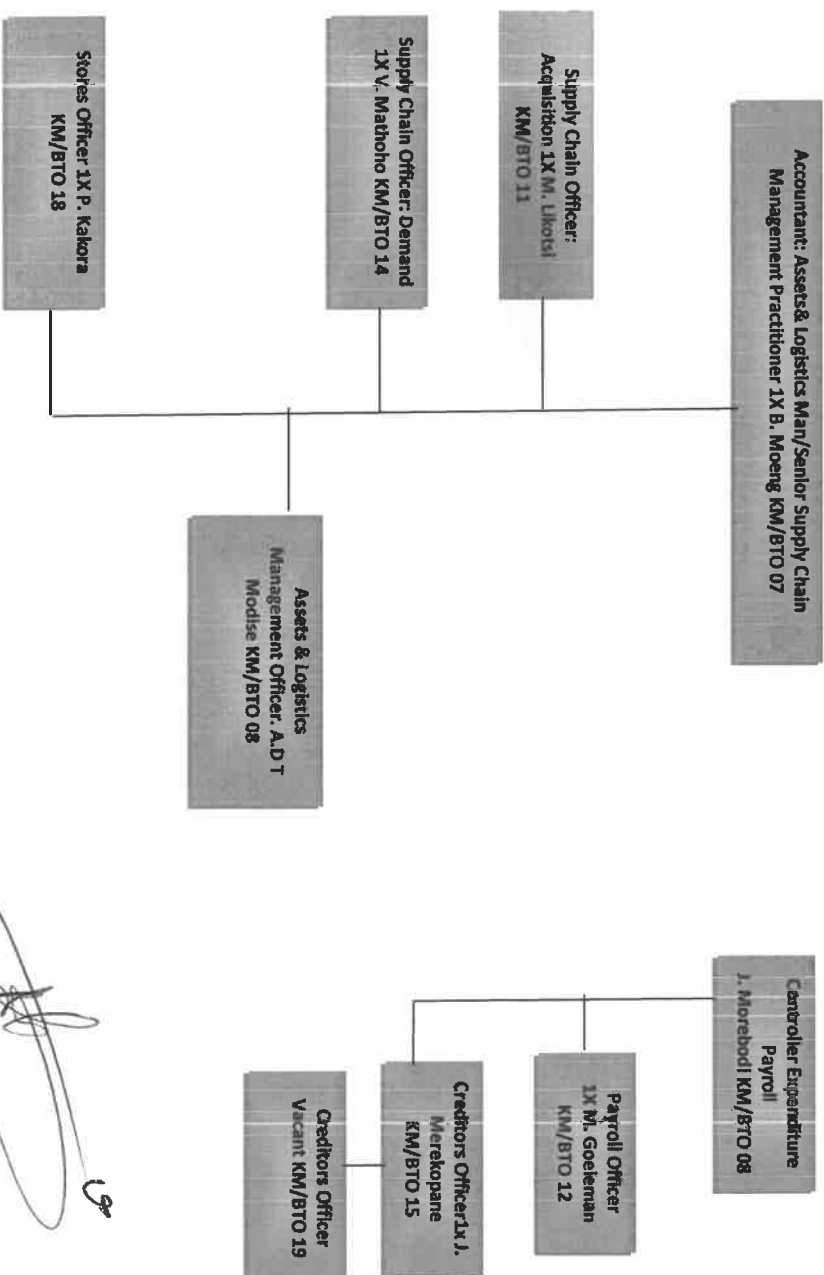 Accountant: Assets& Logistics Man/Senior Supply Chain
Management Practitioner 1X B. Moeng KM/BTO 07
Supply Chain Officer:
Acquisition 1X M. Likotsi
KM/BTO 11
Supply Chain Officer: Demand
1X V. Mathoho KM/BTO 14
Stores Officer 1X P. Kakora
KM/BTO 18
Assets & Logistics
Management Officer. A.D T
Modise KM/BTO 08
Controller Expenditure
Payroll
J. Morebodi KM/BTO 08
Payroll Officer
1X M. Goeieman
KM/BTO 12
Creditors Officer1x J.
Merekopane
KM/BTO 15
Creditors Officer
Vacant KM/BTO 19